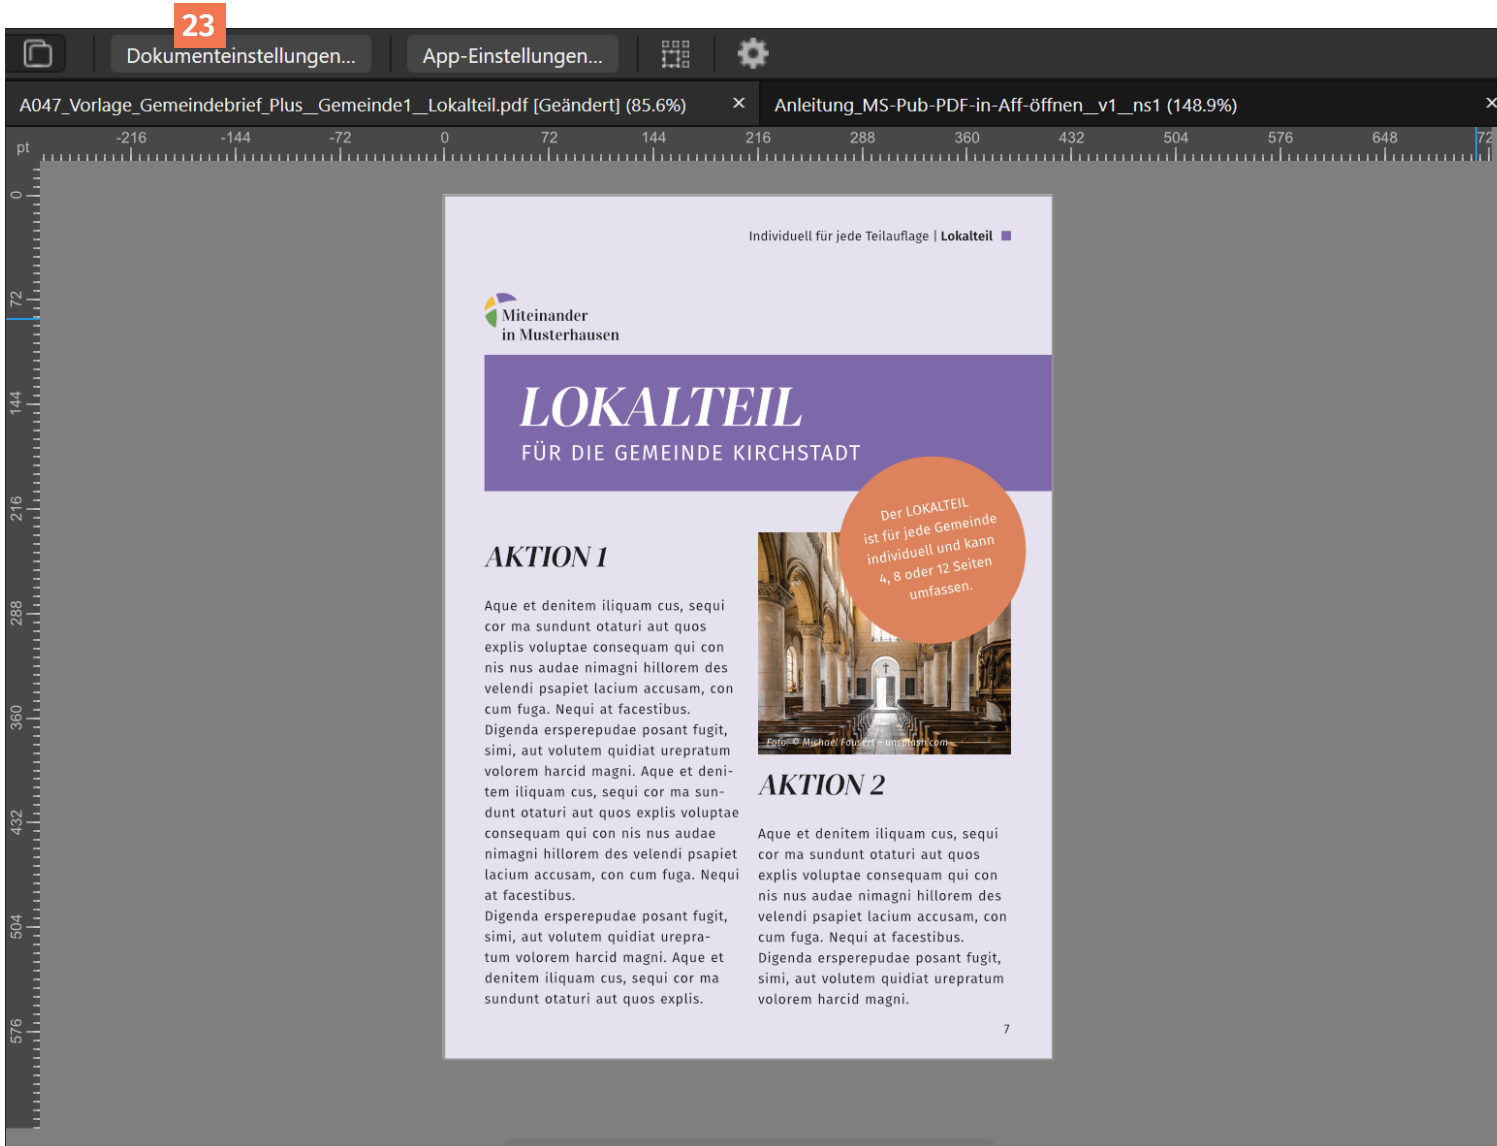 23
Dokumenteinstellungen...
App-Einstellungen...
A047_Vorlage_Gemeindebrief_Plus__Gemeinde1__Lokalteil.pdf [Geändert] (85.6%) ×
Anleitung_MS-Pub-PDF-in-Aff-öffnen__v1__ns1 (148.9%) ×
pt
-216 -144 -72 0 72 144 216 288 360 432 504 576 648 72
0
72
144
216
288
360
432
504
576
Individuell für jede Teilauflage | Lokalteil
Miteinander
in Musterhausen
LOKALTEIL
FÜR DIE GEMEINDE KIRCHSTADT
Der LOKALTEIL
ist für jede Gemeinde
individuell und kann
4, 8 oder 12 Seiten
umfassen.
AKTION 1
Aque et denitem iliquam cus, sequi
cor ma sundunt otaturi aut quos
explis voluptae consequam qui con
nis nus audae nimagni hillorem des
velendi psapiet lacium accusam, con
cum fuga. Nequi at facestibus.
Digenda ersperepudae posant fugit,
simi, aut volutem quidiat urepratum
volorem harcid magni. Aque et deni-
tem iliquam cus, sequi cor ma sun-
dunt otaturi aut quos explis voluptae
consequam qui con nis nus audae
nimagni hillorem des velendi psapiet
lacium accusam, con cum fuga. Nequi
at facestibus.
Digenda ersperepudae posant fugit,
simi, aut volutem quidiat urepra-
tum volorem harcid magni. Aque et
denitem iliquam cus, sequi cor ma
sundunt otaturi aut quos explis.
Foto: © Michael Fousert – unsplash.com
AKTION 2
Aque et denitem iliquam cus, sequi
cor ma sundunt otaturi aut quos
explis voluptae consequam qui con
nis nus audae nimagni hillorem des
velendi psapiet lacium accusam, con
cum fuga. Nequi at facestibus.
Digenda ersperepudae posant fugit,
simi, aut volutem quidiat urepratum
volorem harcid magni.
7